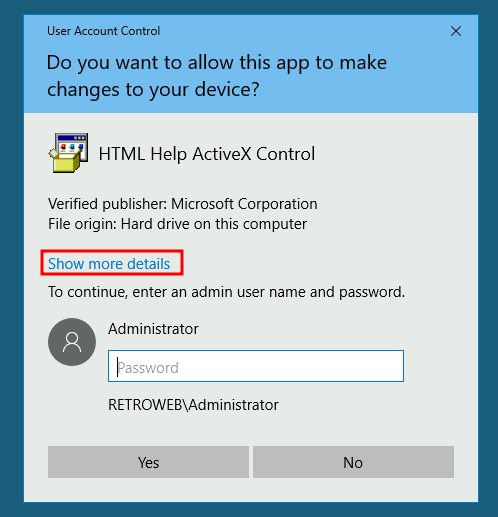 User Account Control
Do you want to allow this app to make
changes to your device?
HTML Help ActiveX Control
Verified publisher: Microsoft Corporation
File origin: Hard drive on this computer
Show more details
To continue, enter an admin user name and password.
Administrator
Password
RETROWEB\Administrator
Yes
No